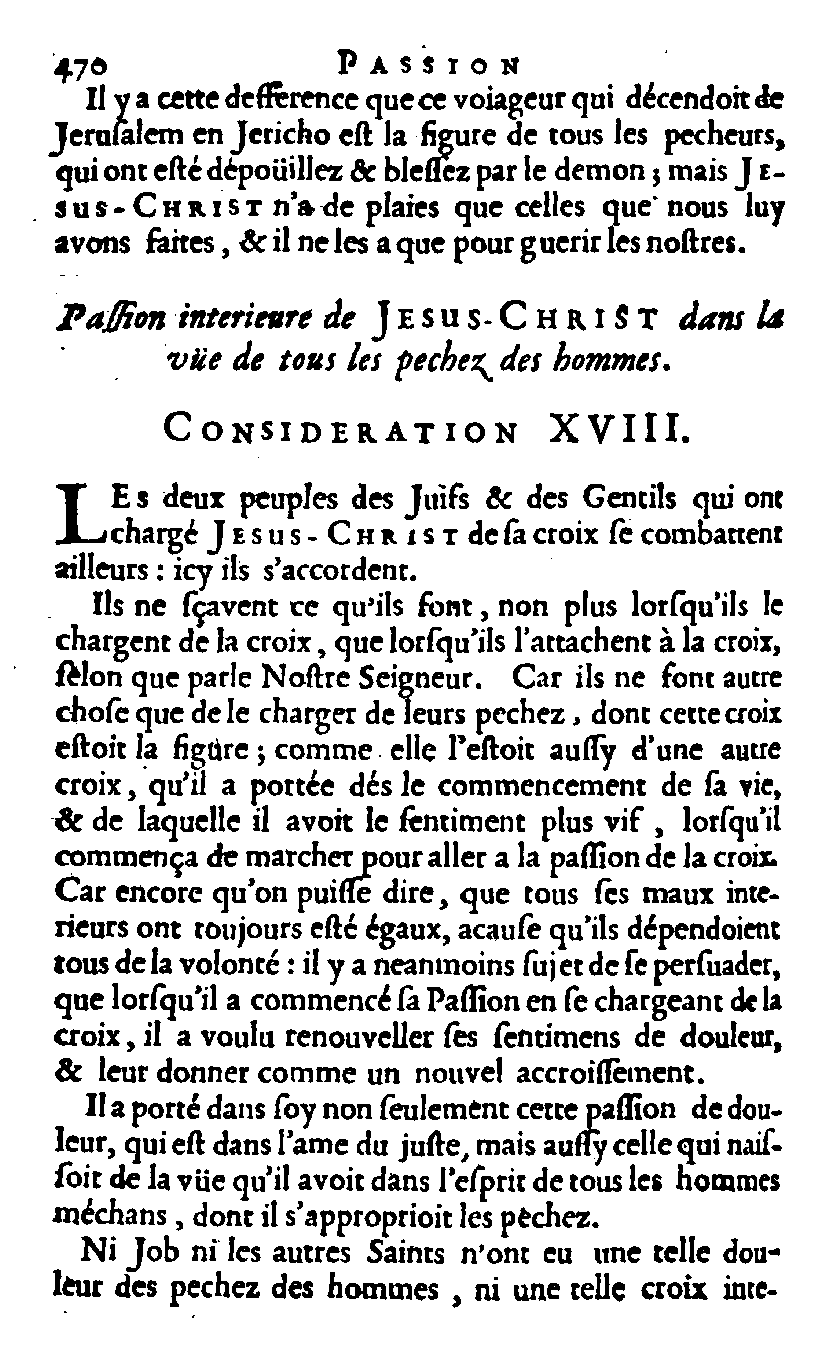 470 PASSION
Il y a cette defference que ce voiageur qui décendoit de
Jeruſalem en Jericho eſt la figure de tous les pecheurs,
qui ont eſté dépoüillez & bleſſez par le demon ; mais JE-
SUS-CHRIST n'a de plaies que celles que nous luy
avons faites, & il ne les a que pour guerir les noſtres.
Paſſion interieure de JESUS-CHRIST dans la
vüe de tous les pechez des hommes.
CONSIDERATION XVIII.
LEs deux peuples des Juifs & des Gentils qui ont
chargé JESUS-CHRIST de ſa croix ſe combattent
ailleurs : icy ils s'accordent.
Ils ne ſçavent ce qu'ils font, non plus lorſqu'ils le
chargent de la croix, que lorſqu'ils l'attachent à la croix,
ſelon que parle Noſtre Seigneur. Car ils ne font autre
choſe que de le charger de leurs pechez, dont cette croix
eſtoit la figure ; comme elle l'eſtoit auſſy d'une autre
croix, qu'il a portée dés le commencement de ſa vie,
& de laquelle il avoit le ſentiment plus vif, lorſqu'il
commença de marcher pour aller a la paſſion de la croix.
Car encore qu'on puiſſe dire, que tous ſes maux inte-
rieurs ont toujours eſté égaux, acauſe qu'ils dépendoient
tous de la volonté : il y a neanmoins ſujet de ſe perſuader,
que lorſqu'il a commencé ſa Paſſion en ſe chargeant de la
croix, il a voulu renouveller ſes ſentimens de douleur,
& leur donner comme un nouvel accroiſſement.
Il a porté dans ſoy non ſeulement cette paſſion de dou-
leur, qui eſt dans l'ame du juſte, mais auſſy celle qui naiſ-
ſoit de la vüe qu'il avoit dans l'eſprit de tous les hommes
méchans, dont il s'approprioit les pechez.
Ni Job ni les autres Saints n'ont eu une telle dou-
leur des pechez des hommes, ni une telle croix inte-